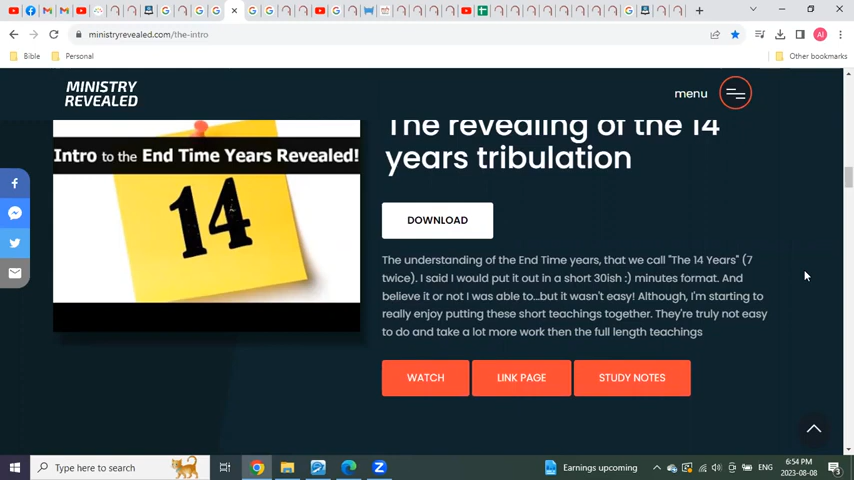 ministryrevealed.com/the-intro
Bible
Personal
Other bookmarks
MINISTRY
REVEALED
menu
The revealing of the 14
years tribulation
Intro to the End Time Years Revealed!
14
DOWNLOAD
The understanding of the End Time years, that we call "The 14 Years" (7
twice). I said I would put it out in a short 30ish :) minutes format. And
believe it or not I was able to...but it wasn't easy! Although, I'm starting to
really enjoy putting these short teachings together. They're truly not easy
to do and take a lot more work then the full length teachings
WATCH
LINK PAGE
STUDY NOTES
Type here to search
Earnings upcoming
ENG
6:54 PM
2023-08-08